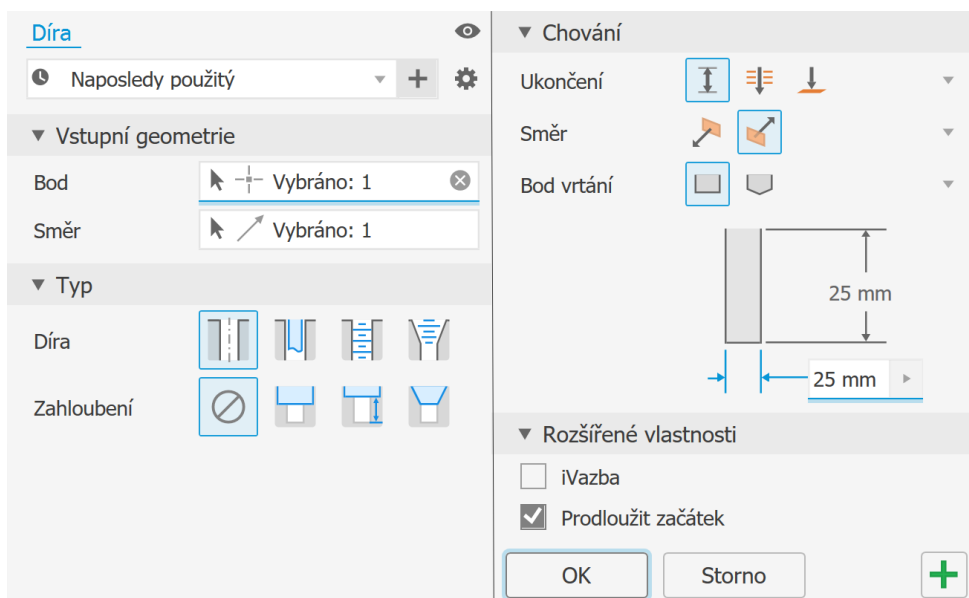 Díra
Naposledy použitý
Vstupní geometrie
Bod Vybráno: 1
Směr Vybráno: 1
Typ
Díra
Zahloubení
Chování
Ukončení
Směr
Bod vrtání
25 mm
25 mm
Rozšířené vlastnosti
iVazba
Prodloužit začátek
OK Storno